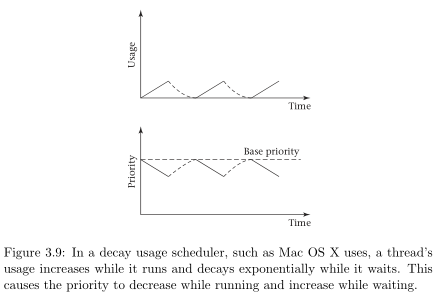 Usage
Time
Base priority
Priority
Time
Figure 3.9: In a decay usage scheduler, such as Mac OS X uses, a thread's
usage increases while it runs and decays exponentially while it waits. This
causes the priority to decrease while running and increase while waiting.